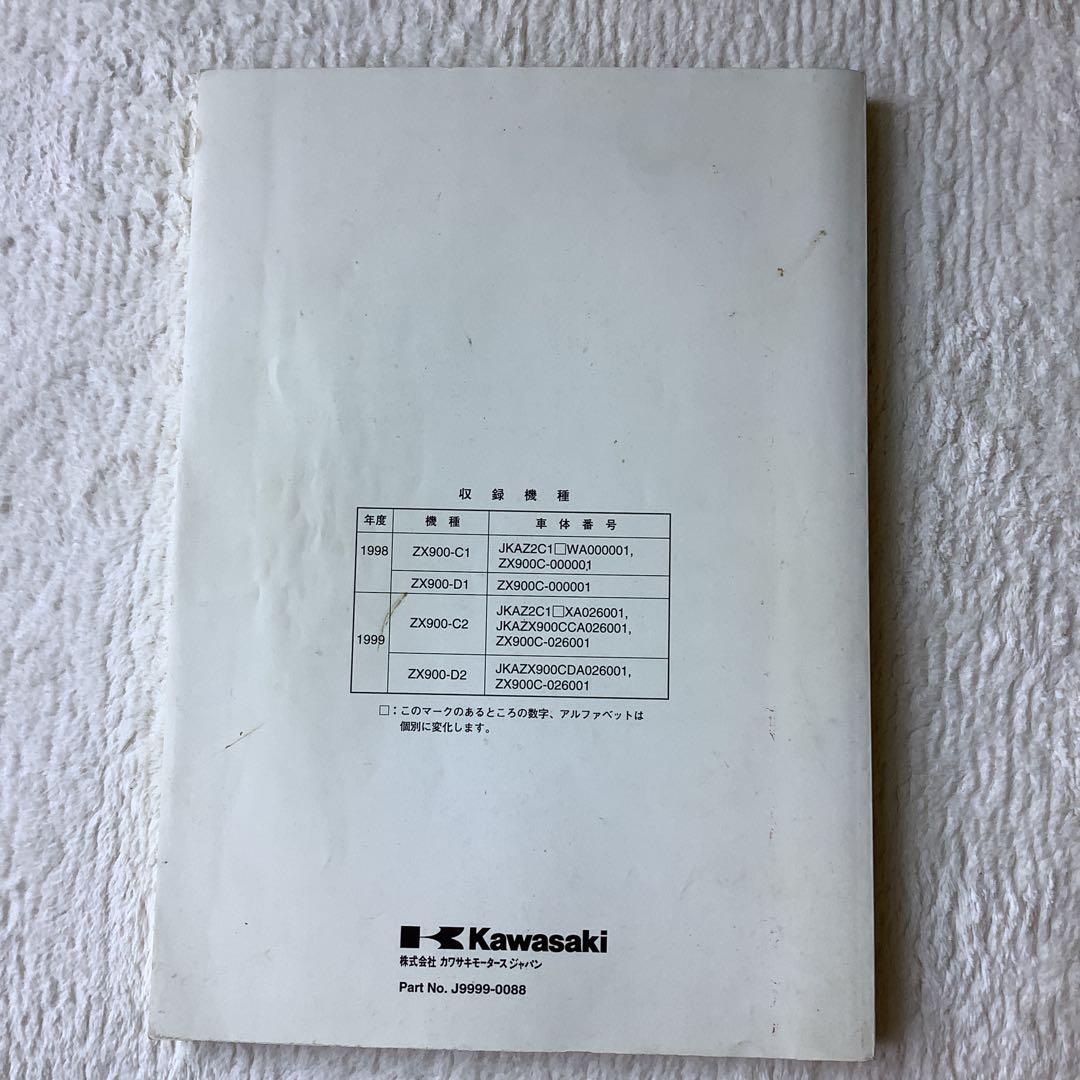 収録機種
年度 機種 車体番号
1998 ZX900-C1 JKAZ2C1□WA000001,
ZX900C-000001
ZX900-D1 ZX900C-000001
1999 ZX900-C2 JKAZ2C1□XA026001,
JKAZX900CCA026001,
ZX900C-026001
ZX900-D2 JKAZX900CDA026001,
ZX900C-026001
□：このマークのあるところの数字、アルファベットは
個別に変化します。
Kawasaki
株式会社 カワサキモータースジャパン
Part No. J9999-0088